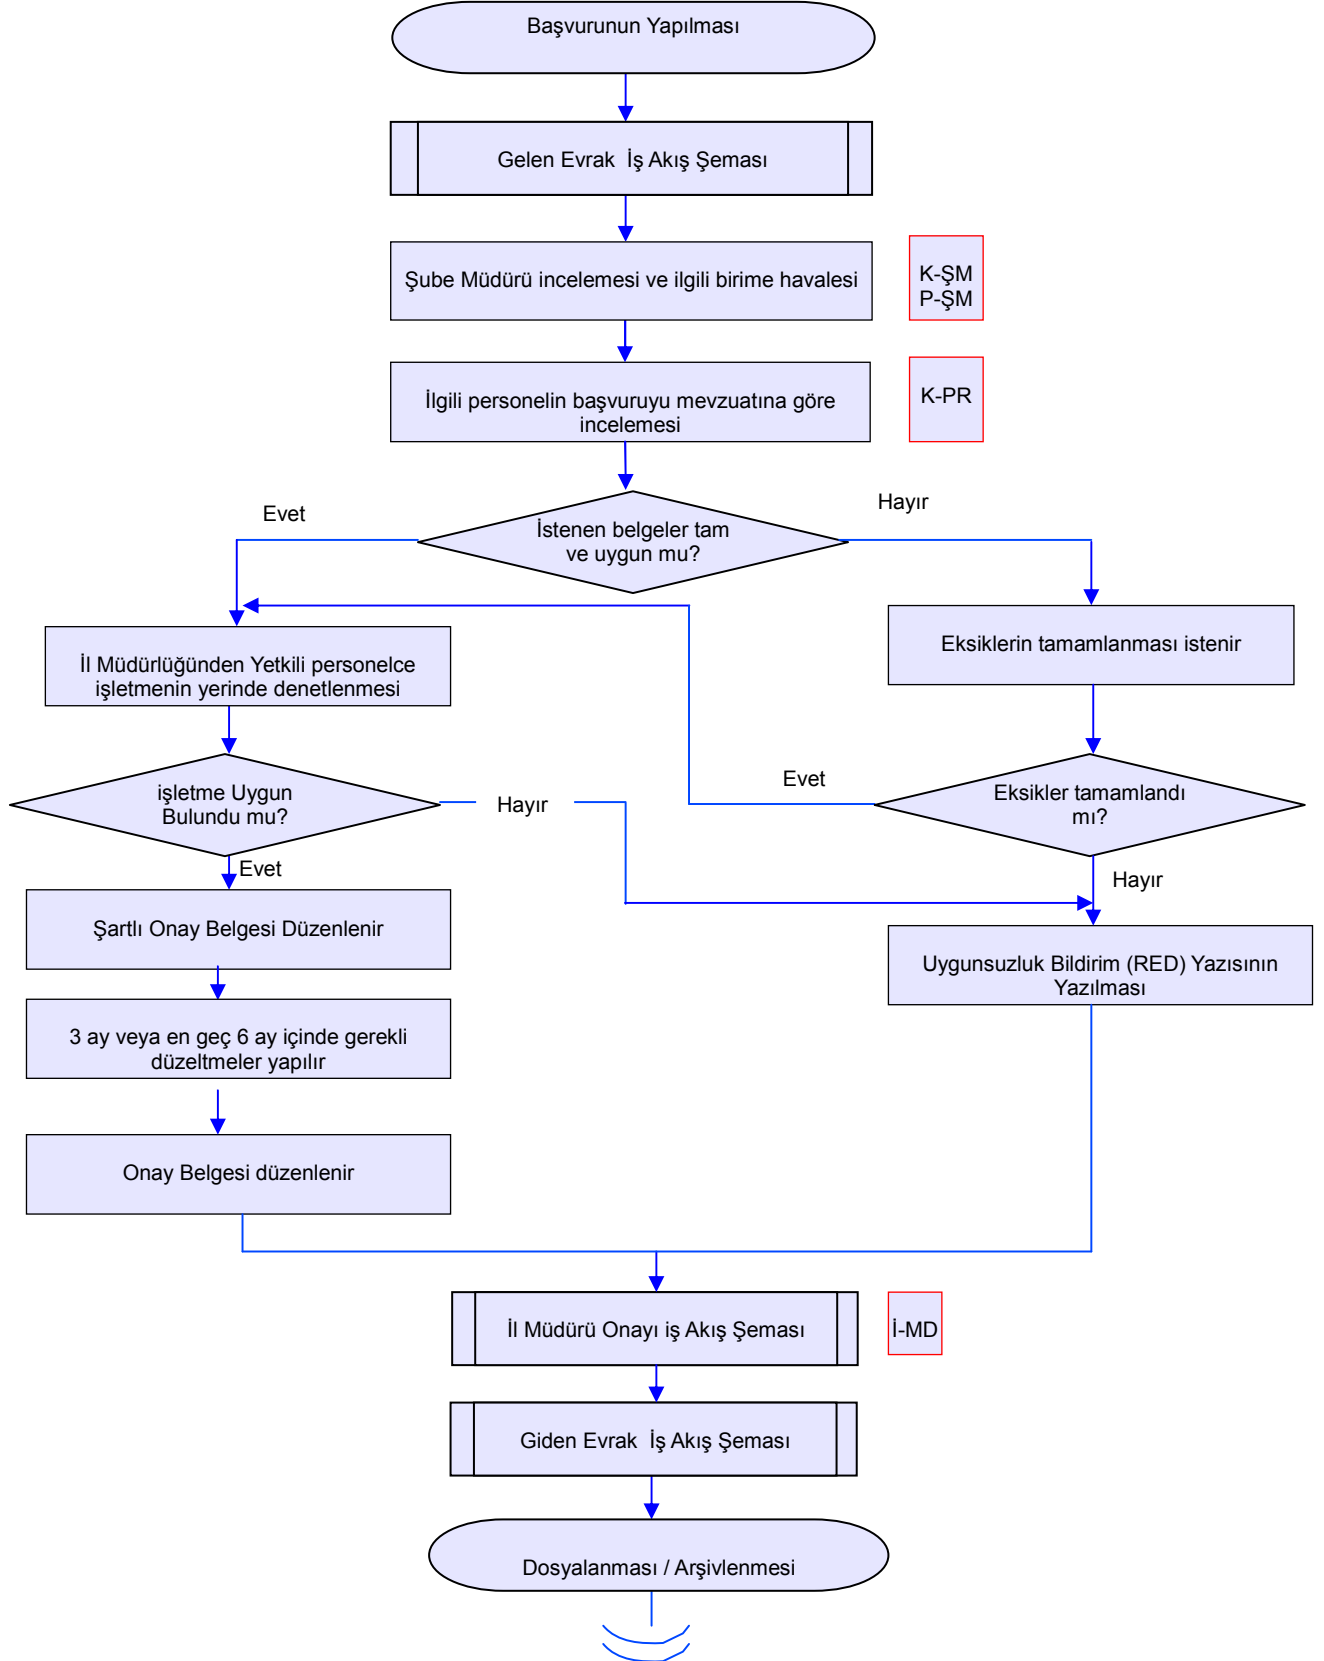 Başvurunun Yapılması
Gelen Evrak İş Akış Şeması
Şube Müdürü incelemesi ve ilgili birime havalesi
K-ŞM
P-ŞM
İlgili personelin başvuruyu mevzuatına göre
incelemesi
K-PR
Evet
Hayır
İstenen belgeler tam
ve uygun mu?
İl Müdürlüğünden Yetkili personelce
işletmenin yerinde denetlenmesi
Eksiklerin tamamlanması istenir
işletme Uygun
Bulundu mu?
Hayır
Evet
Eksikler tamamlandı
mı?
Evet
Hayır
Şartlı Onay Belgesi Düzenlenir
Uygunsuzluk Bildirim (RED) Yazısının
Yazılması
3 ay veya en geç 6 ay içinde gerekli
düzeltmeler yapılır
Onay Belgesi düzenlenir
İl Müdürü Onayı iş Akış Şeması
İ-MD
Giden Evrak İş Akış Şeması
Dosyalanması / Arşivlenmesi